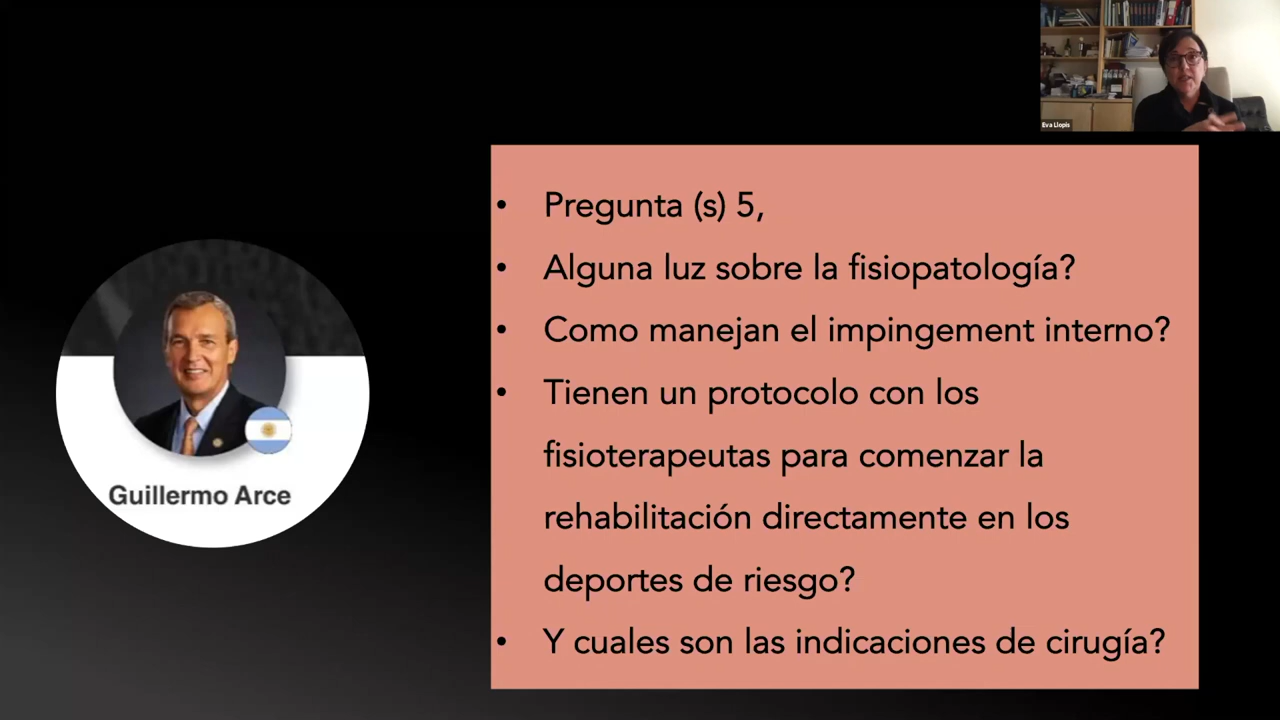 Eva Llopis
• Pregunta (s) 5,
• Alguna luz sobre la fisiopatología?
• Como manejan el impingement interno?
• Tienen un protocolo con los
fisioterapeutas para comenzar la
rehabilitación directamente en los
deportes de riesgo?
• Y cuales son las indicaciones de cirugía?
Guillermo Arce